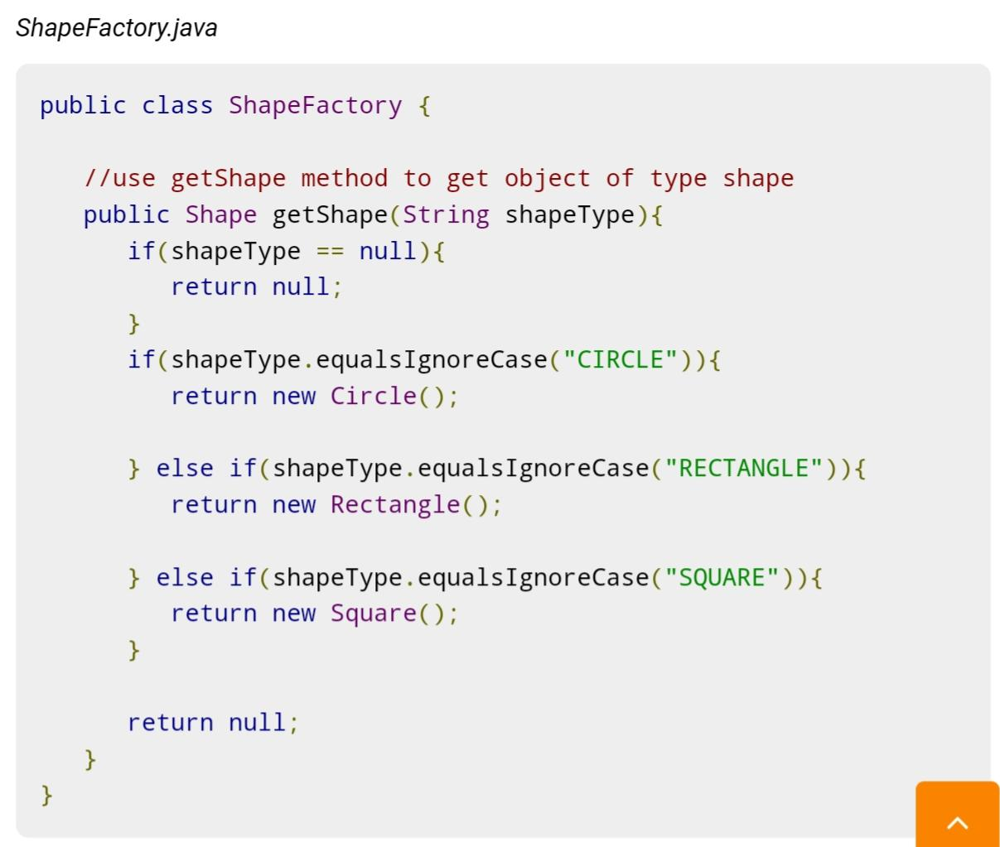 ShapeFactory.java
public class ShapeFactory {
   //use getShape method to get object of type shape
   public Shape getShape(String shapeType){
      if(shapeType == null){
         return null;
      }
      if(shapeType.equalsIgnoreCase("CIRCLE")){
         return new Circle();
      } else if(shapeType.equalsIgnoreCase("RECTANGLE")){
         return new Rectangle();
      } else if(shapeType.equalsIgnoreCase("SQUARE")){
         return new Square();
      }
      return null;
   }
}